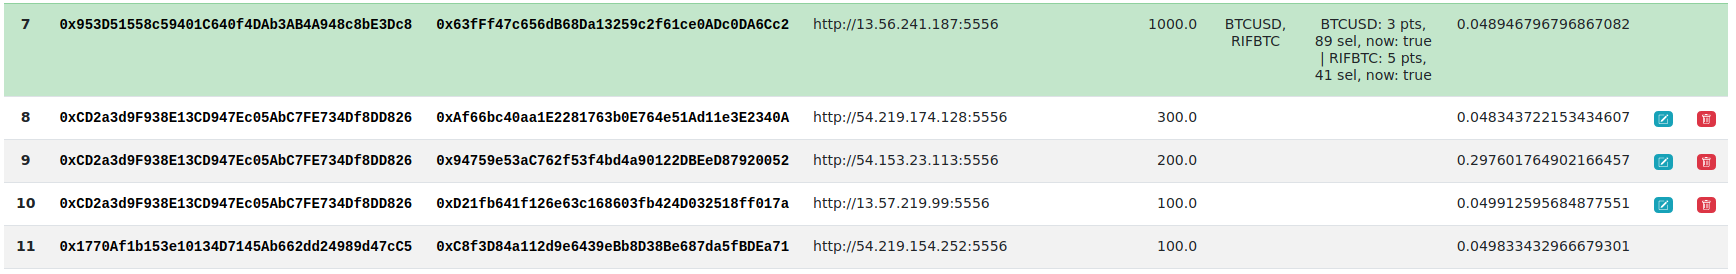 7 0x953D51558c59401C640f4DAb3AB4A948c8bE3Dc8 0x63fFf47c656dB68Da13259c2f61ce0ADc0DA6Cc2 http://13.56.241.187:5556 1000.0 BTCUSD, BTCUSD: 3 pts, 0.048946796796867082
RIFBTC 89 sel, now: true
| RIFBTC: 5 pts,
41 sel, now: true
8 0xCD2a3d9F938E13CD947Ec05AbC7FE734Df8DD826 0xAf66bc40aa1E2281763b0E764e51Ad11e3E2340A http://54.219.174.128:5556 300.0 0.048343722153434607
9 0xCD2a3d9F938E13CD947Ec05AbC7FE734Df8DD826 0x94759e53aC762f53f4bd4a90122DBEeD87920052 http://54.153.23.113:5556 200.0 0.297601764902166457
10 0xCD2a3d9F938E13CD947Ec05AbC7FE734Df8DD826 0xD21fb641f126e63c168603fb424D032518ff017a http://13.57.219.99:5556 100.0 0.049912595684877551
11 0x1770Af1b153e10134D7145Ab662dd24989d47cC5 0xC8f3D84a112d9e6439eBb8D38Be687da5fBDEa71 http://54.219.154.252:5556 100.0 0.049833432966679301